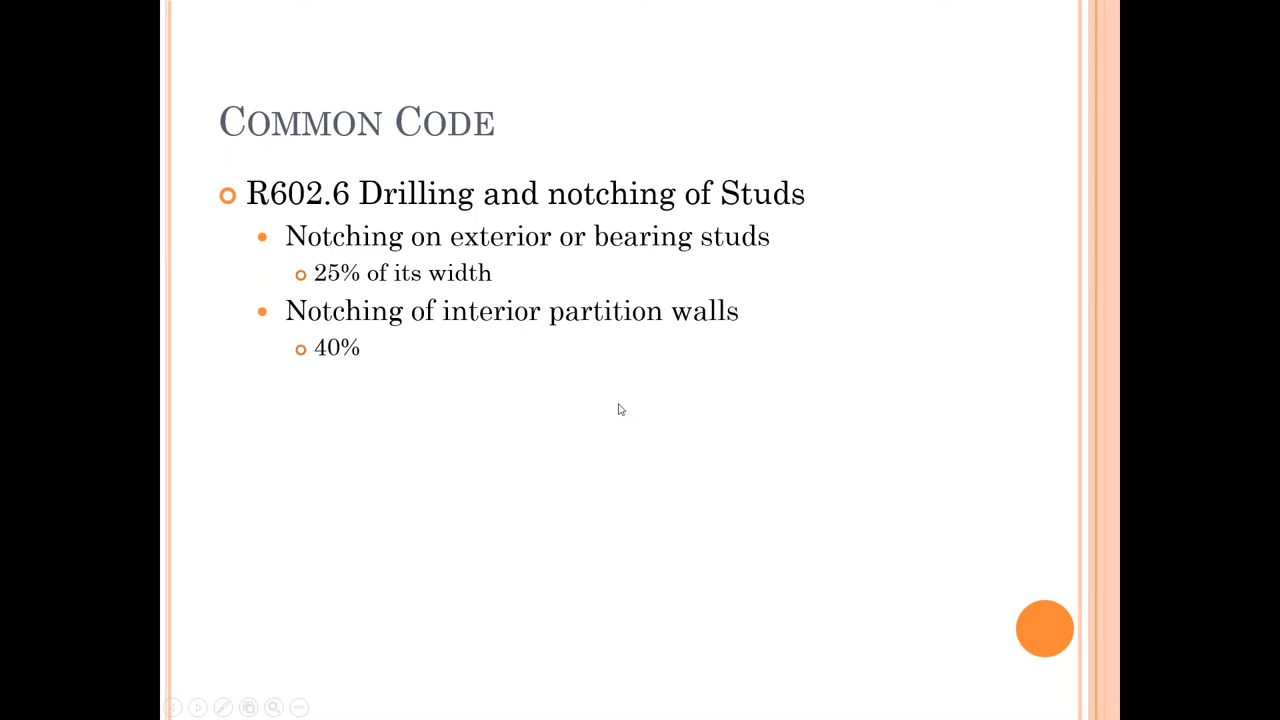 Common Code
R602.6 Drilling and notching of Studs
Notching on exterior or bearing studs
25% of its width
Notching of interior partition walls
40%